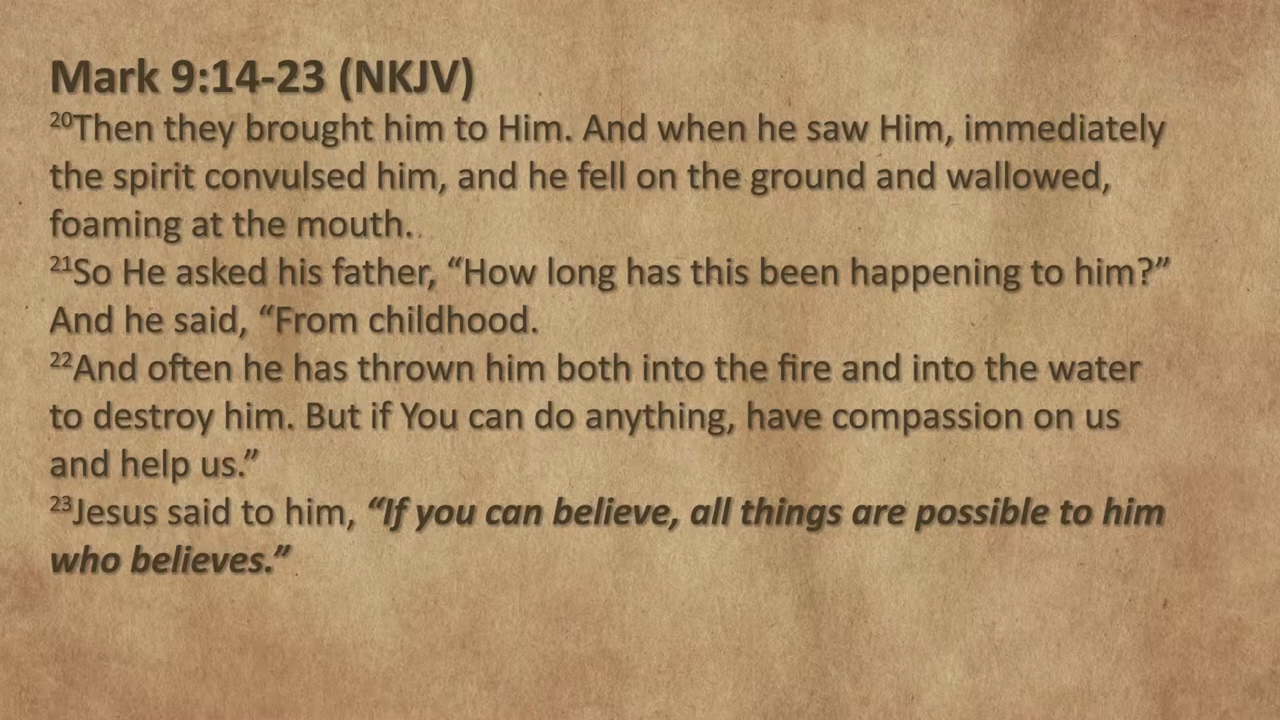 Mark 9:14-23 (NKJV)
²⁰Then they brought him to Him. And when he saw Him, immediately
the spirit convulsed him, and he fell on the ground and wallowed,
foaming at the mouth.
²¹So He asked his father, “How long has this been happening to him?”
And he said, “From childhood.
²²And often he has thrown him both into the fire and into the water
to destroy him. But if You can do anything, have compassion on us
and help us.”
²³Jesus said to him, “If you can believe, all things are possible to him
who believes.”